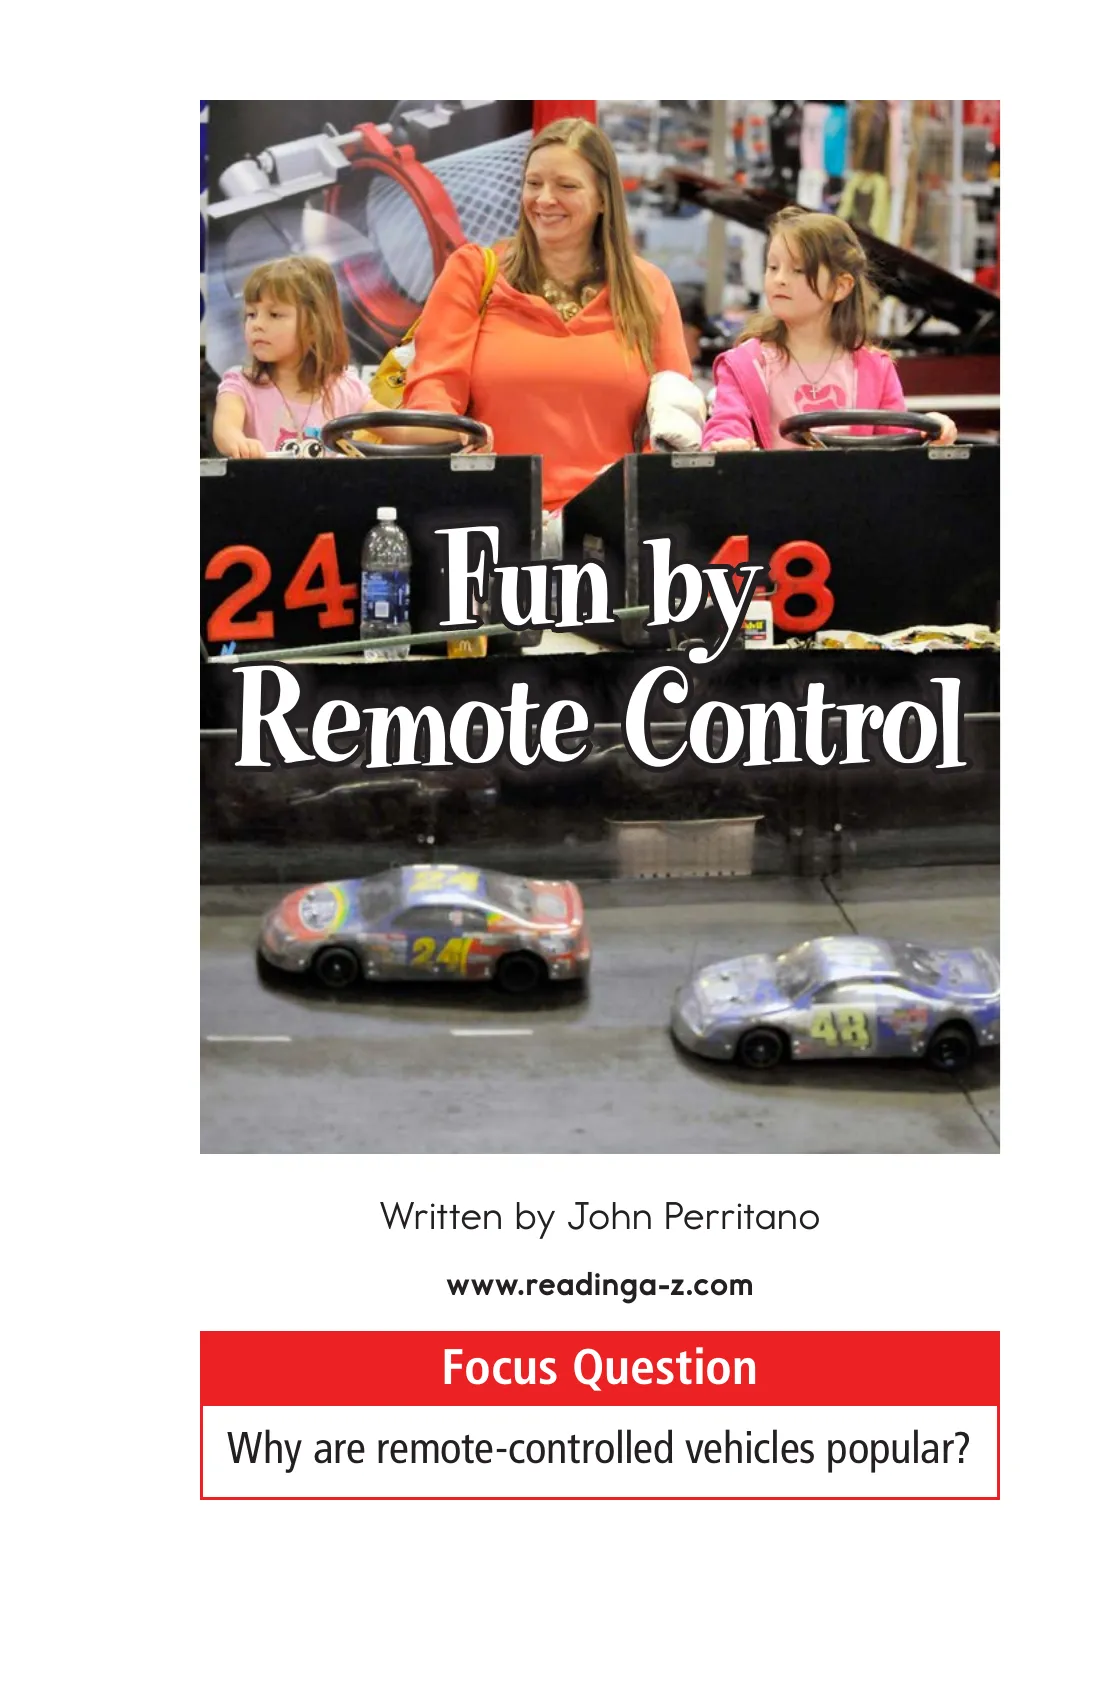 24
48
Fun by
Remote Control
24
24
48
Written by John Perritano
www.readinga-z.com
Focus Question
Why are remote-controlled vehicles popular?